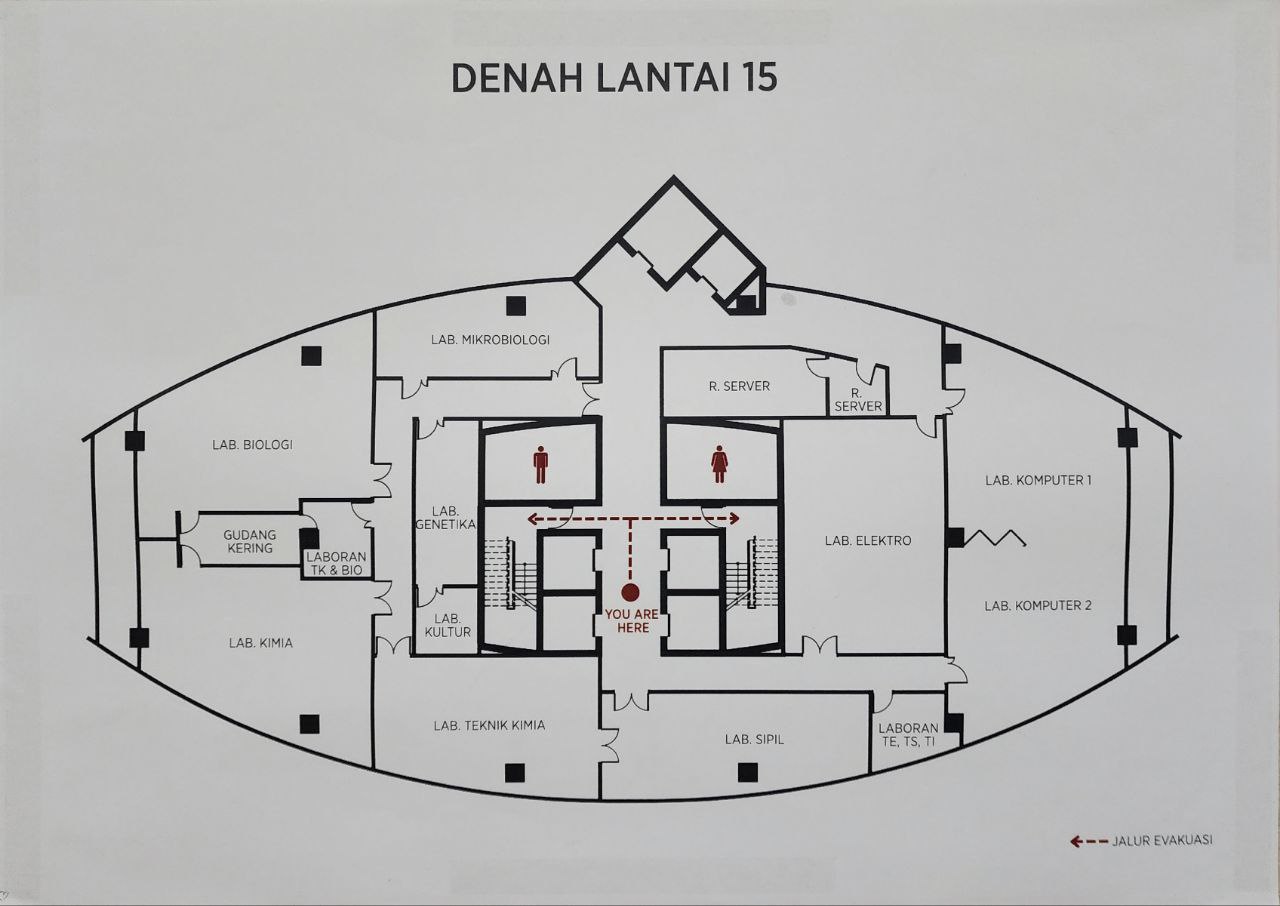 DENAH LANTAI 15
LAB. MIKROBIOLOGI
R. SERVER
R.
SERVER
LAB. BIOLOGI
LAB. KOMPUTER 1
LAB.
GENETIKA
GUDANG
KERING
LABORAN
TK & BIO
LAB. ELEKTRO
LAB. KOMPUTER 2
YOU ARE
HERE
LAB.
KULTUR
LAB. KIMIA
LAB. TEKNIK KIMIA
LAB. SIPIL
LABORAN
TE, TS, TI
JALUR EVAKUASI